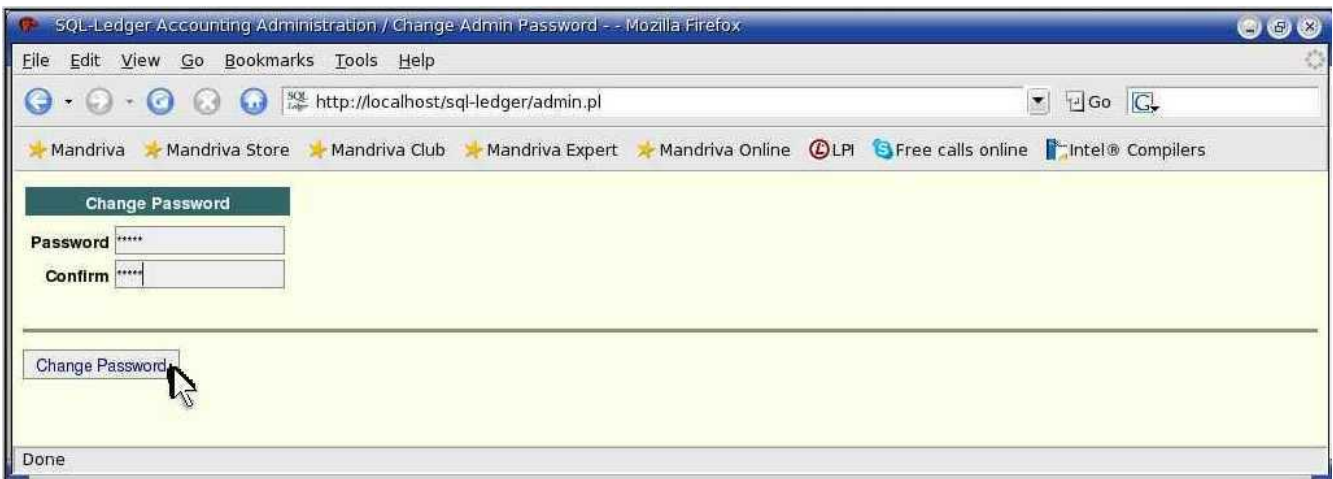 SQL-Ledger Accounting Administration / Change Admin Password - - Mozilla Firefox
File Edit View Go Bookmarks Tools Help
SQL http://localhost/sql-ledger/admin.pl Go G
Mandriva Mandriva Store Mandriva Club Mandriva Expert Mandriva Online LPI Free calls online Intel® Compilers
Change Password
Password *****
Confirm *****
Change Password
Done